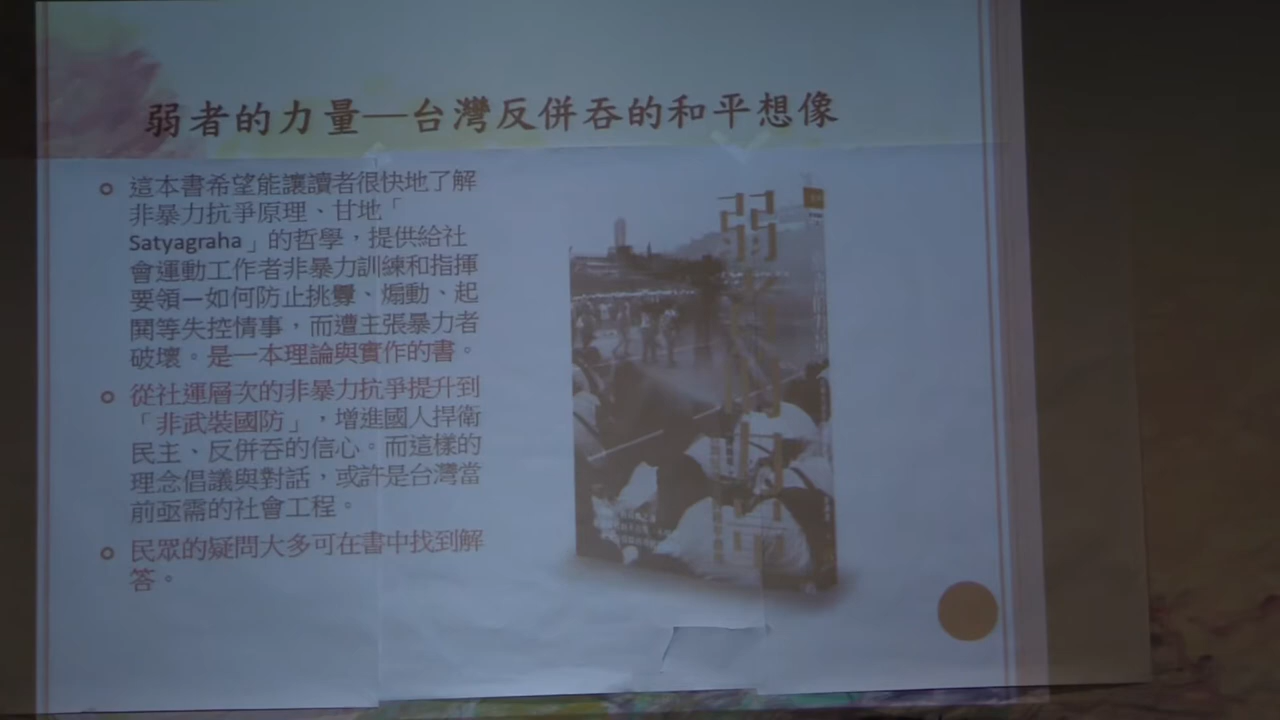 弱者的力量—台灣反併吞的和平想像
這本書希望能讓讀者很快地了解
非暴力抗爭原理、甘地「
Satyagraha」的哲學，提供給社
會運動工作者非暴力訓練和指揮
要領—如何防止挑釁、煽動、起
鬨等失控情事，而遭主張暴力者
破壞。是一本理論與實作的書。
從社運層次的非暴力抗爭提升到
「非武裝國防」，增進國人捍衛
民主、反併吞的信心。而這樣的
理念倡議與對話，或許是台灣當
前亟需的社會工程。
民眾的疑問大多可在書中找到解
答。
弱者的力量